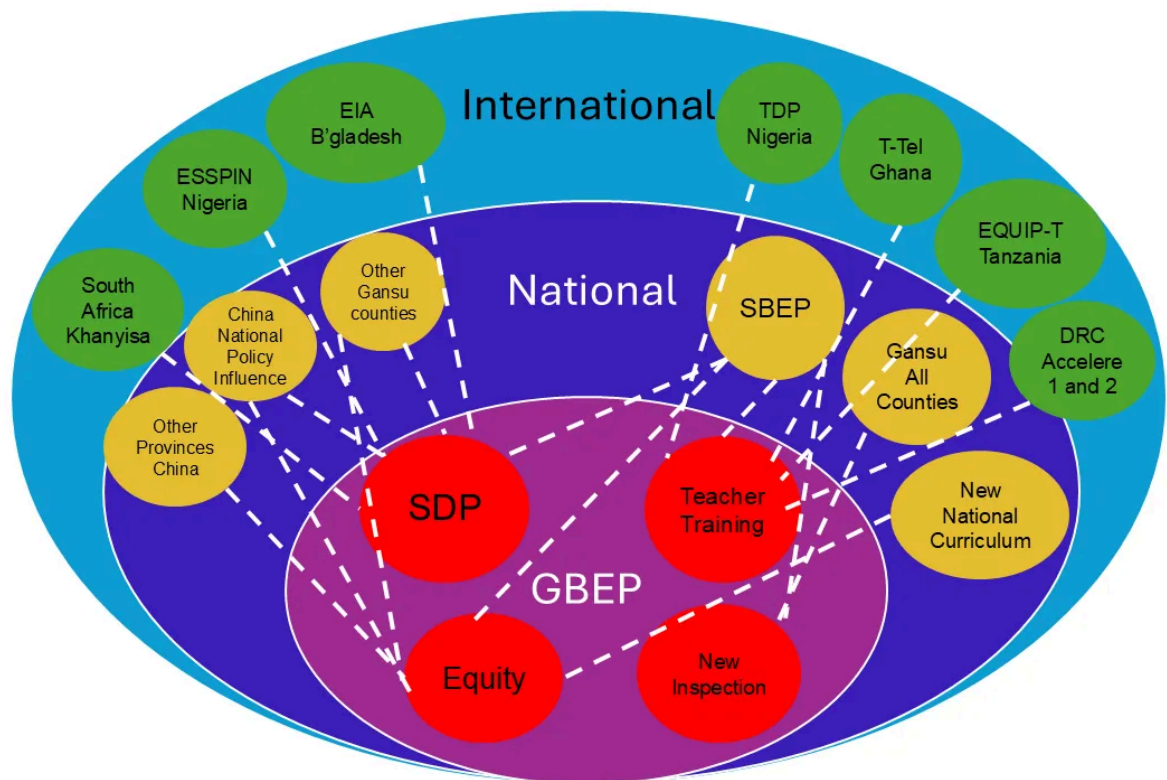 International
EIA
B'gladesh
TDP
Nigeria
T-Tel
Ghana
ESSPIN
Nigeria
EQUIP-T
Tanzania
South
Africa
Khanyisa
DRC
Accelere
1 and 2
National
Other
Gansu
counties
China
National
Policy
Influence
Other
Provinces
China
SBEP
Gansu
All
Counties
New
National
Curriculum
SDP
Teacher
Training
GBEP
Equity
New
Inspection